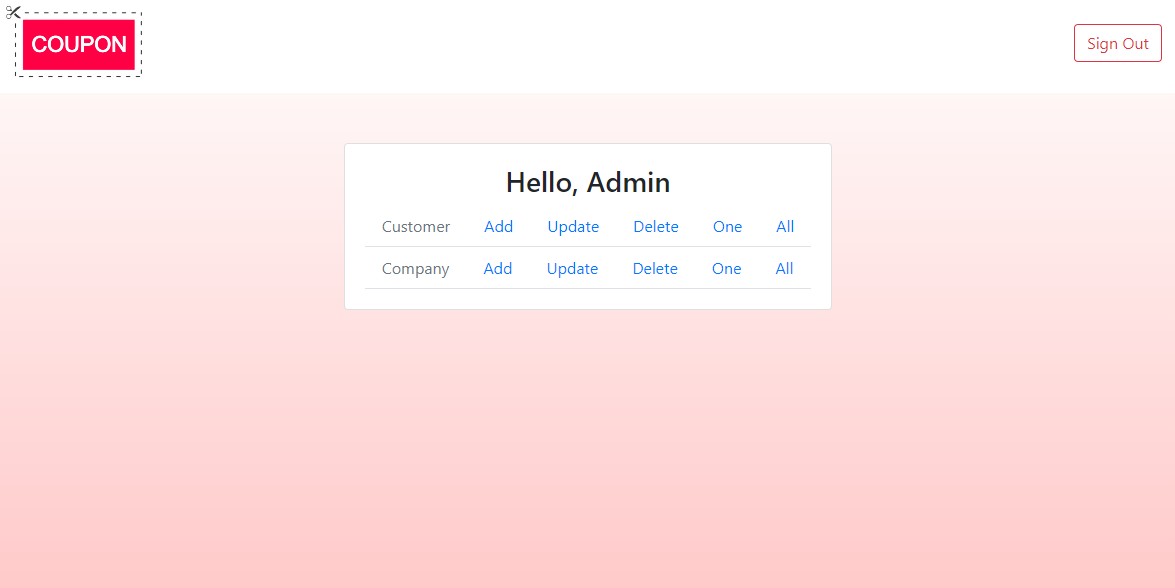 COUPON
Sign Out
Hello, Admin
Customer Add Update Delete One All
Company Add Update Delete One All